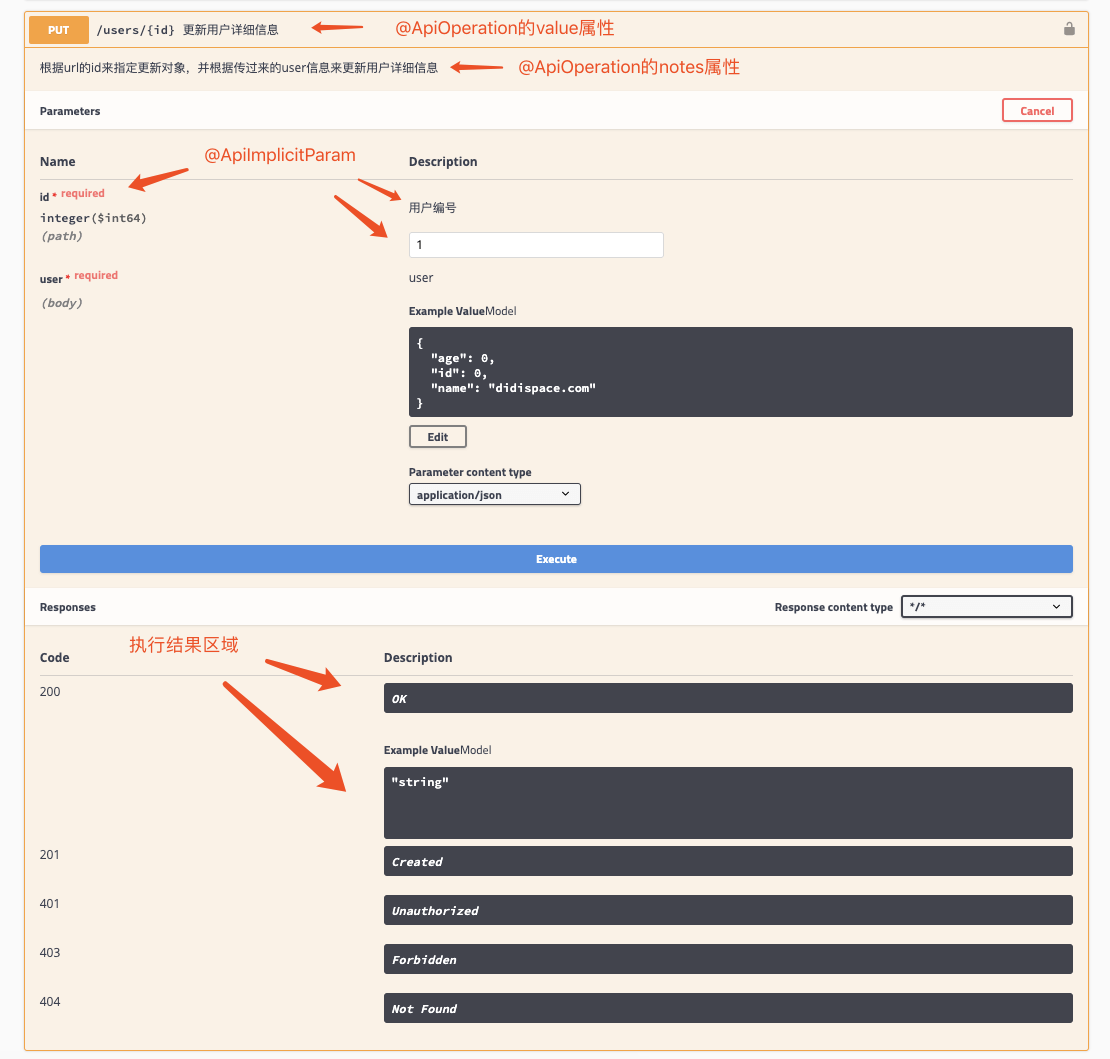 PUT /users/{id} 更新用户详细信息 @ApiOperation的value属性
根据url的id来指定更新对象，并根据传过来的user信息来更新用户详细信息 @ApiOperation的notes属性
Parameters Cancel
@ApiImplicitParam
Name Description
id * required
用户编号
integer($int64)
(path)
1
user * required
user
(body)
Example Value Model
{
"age": 0,
"id": 0,
"name": "didispace.com"
}
Edit
Parameter content type
application/json
Execute
Responses Response content type */*
执行结果区域
Code Description
200
OK
Example Value Model
"string"
201
Created
401
Unauthorized
403
Forbidden
404
Not Found